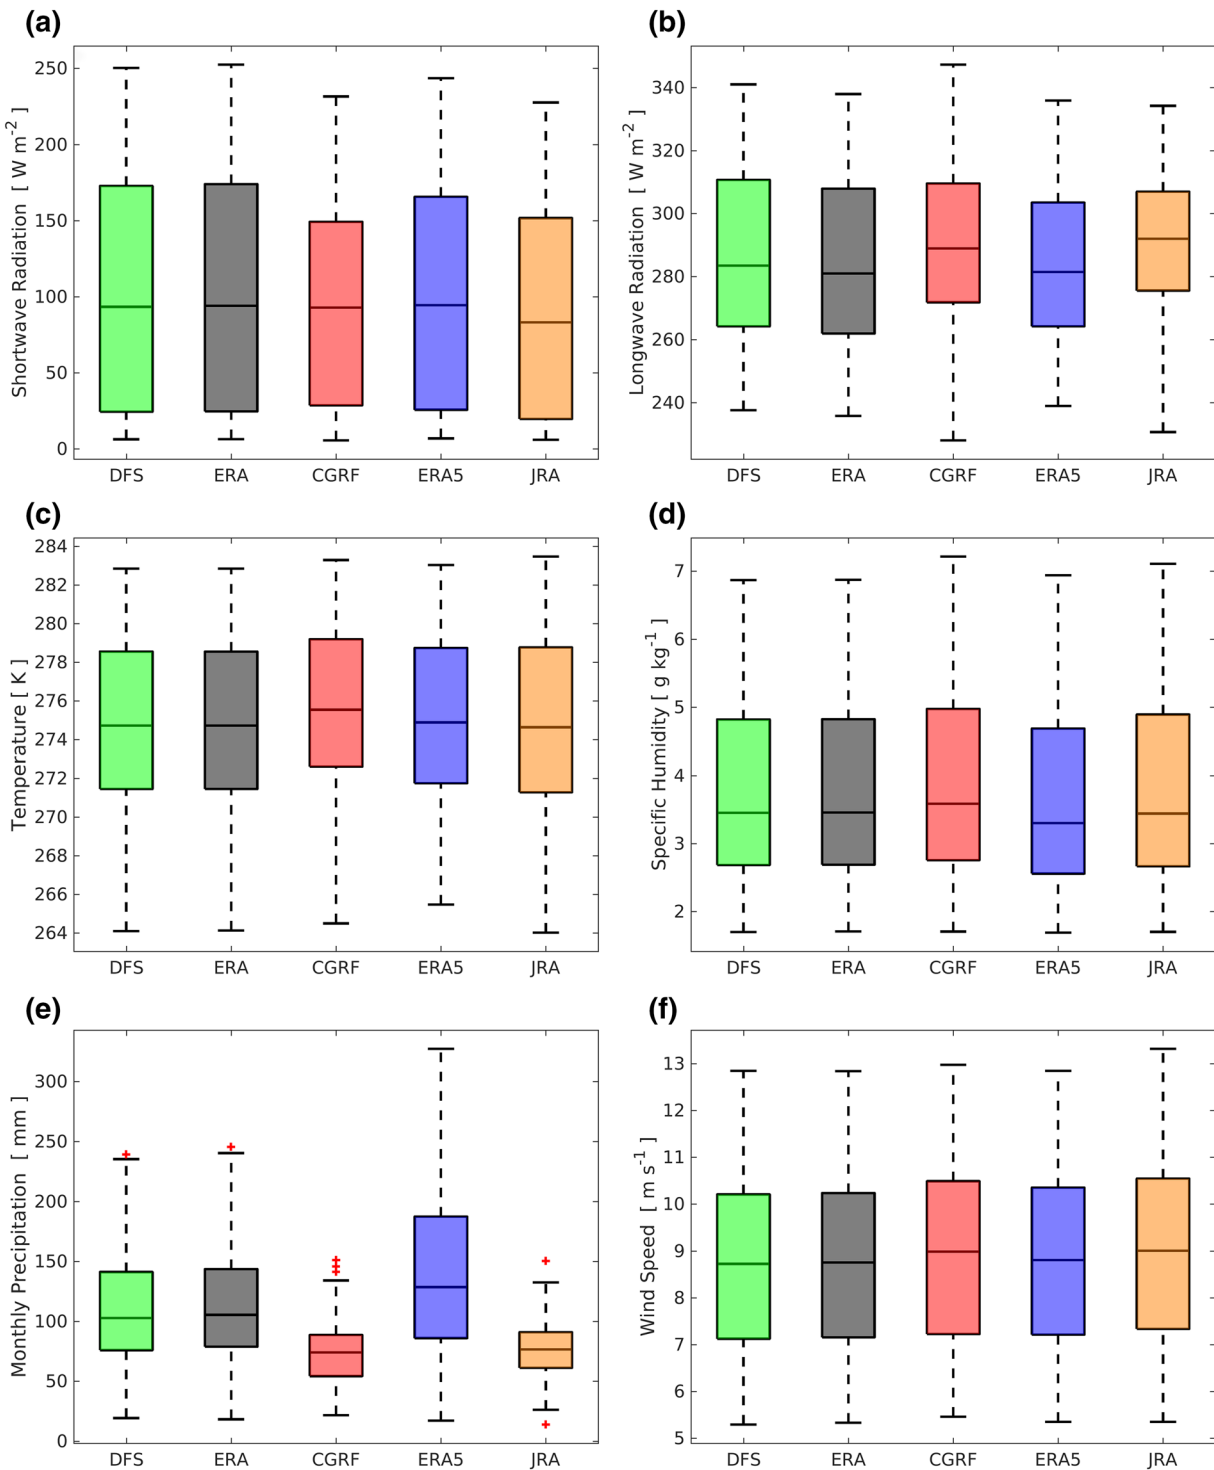 (a)
Shortwave Radiation [ W m-2 ]
250
200
150
100
50
0
DFS ERA CGRF ERA5 JRA
(b)
Longwave Radiation [ W m-2 ]
340
320
300
280
260
240
DFS ERA CGRF ERA5 JRA
(c)
Temperature [ K ]
284
282
280
278
276
274
272
270
268
266
264
DFS ERA CGRF ERA5 JRA
(d)
Specific Humidity [ g kg-1 ]
7
6
5
4
3
2
DFS ERA CGRF ERA5 JRA
(e)
Monthly Precipitation [ mm ]
300
250
200
150
100
50
0
DFS ERA CGRF ERA5 JRA
(f)
Wind Speed [ m s-1 ]
13
12
11
10
9
8
7
6
5
DFS ERA CGRF ERA5 JRA